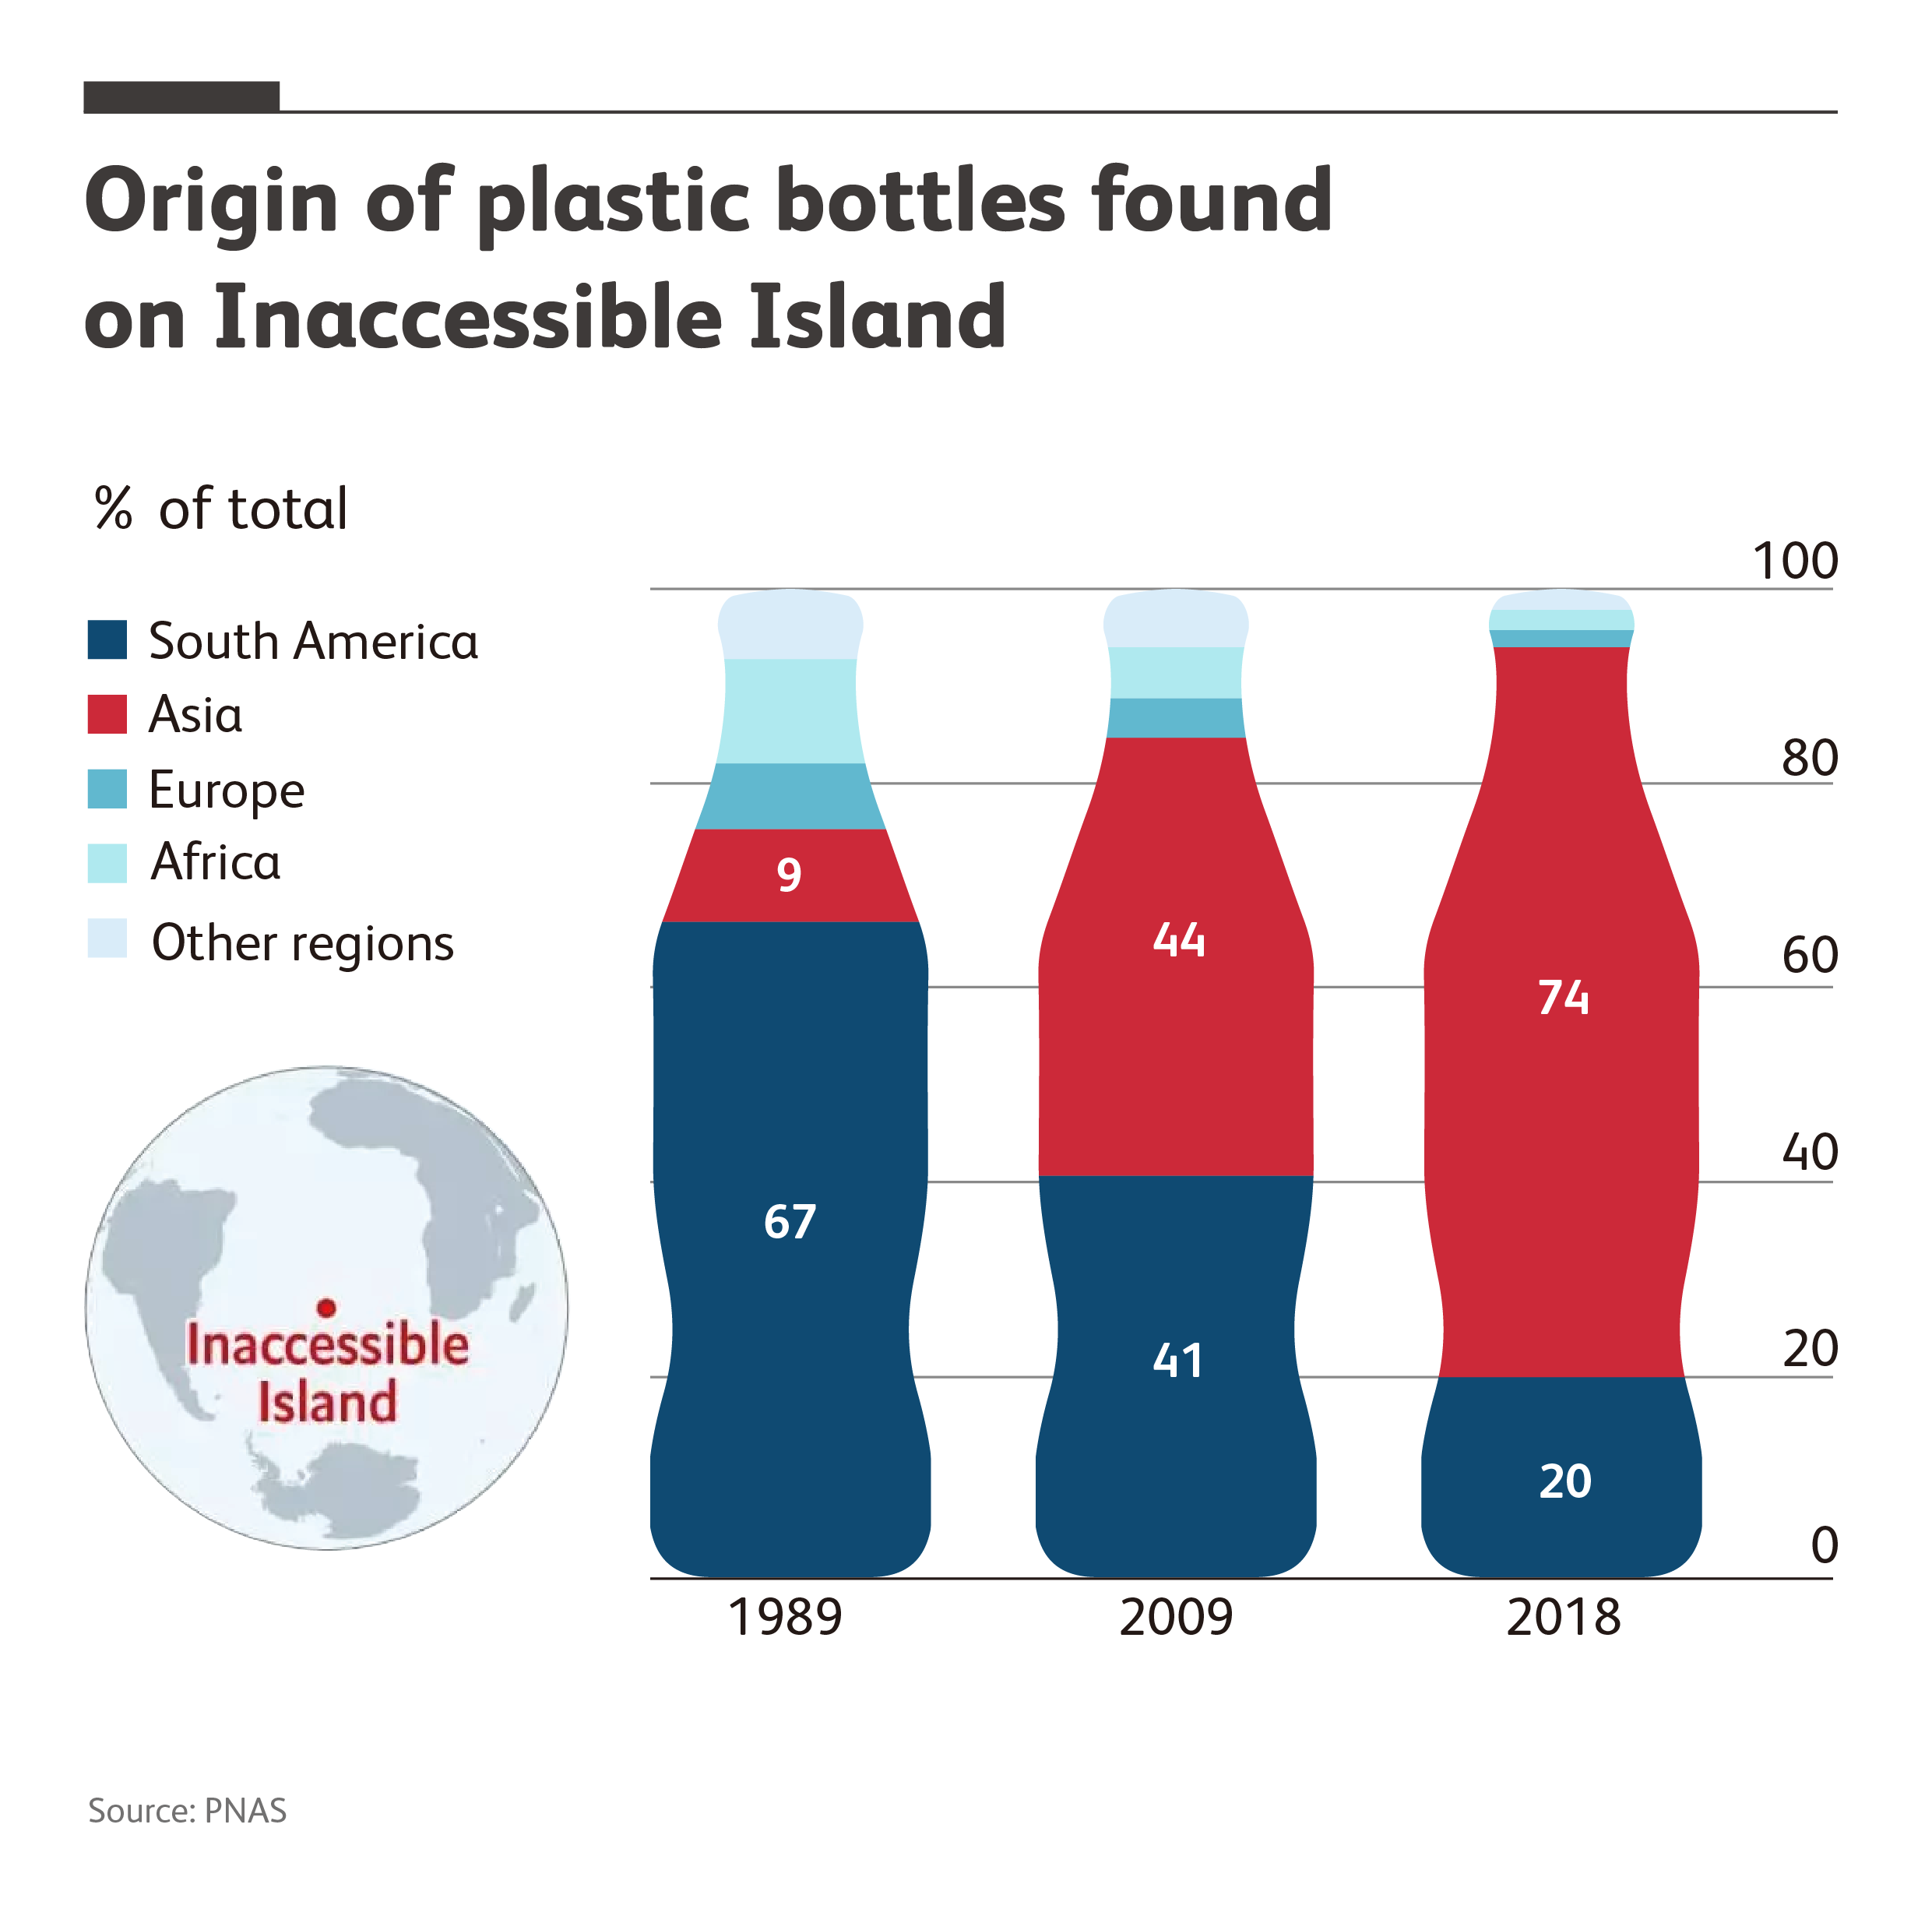 Origin of plastic bottles found
on Inaccessible Island
% of total
South America
Asia
Europe
Africa
Other regions
Inaccessible
Island
100
80
60
40
20
0
9
67
44
41
74
20
1989
2009
2018
Source: PNAS